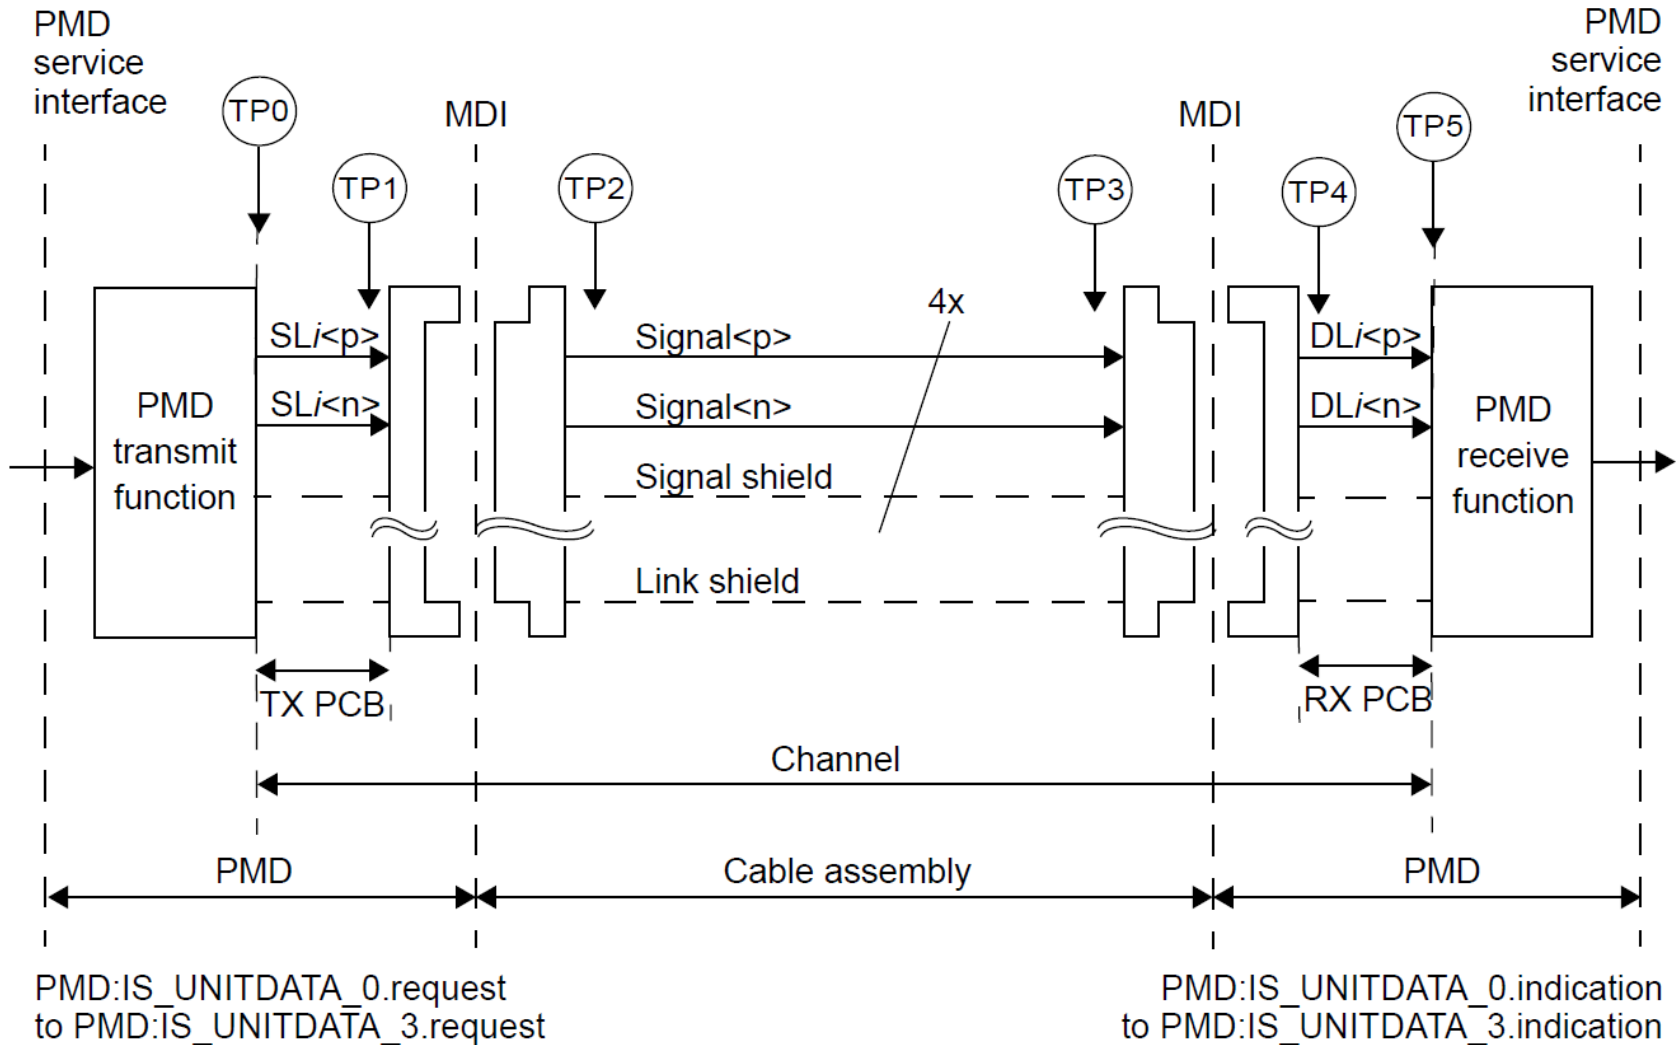 PMD
service
interface
PMD
service
interface
TP0
MDI
MDI
TP5
TP1
TP2
TP3
TP4
4x
SLi<p>
Signal<p>
DLi<p>
SLi<n>
Signal<n>
DLi<n>
PMD
transmit
function
PMD
receive
function
Signal shield
Link shield
TX PCB
RX PCB
Channel
PMD
Cable assembly
PMD
PMD:IS_UNITDATA_0.request
to PMD:IS_UNITDATA_3.request
PMD:IS_UNITDATA_0.indication
to PMD:IS_UNITDATA_3.indication